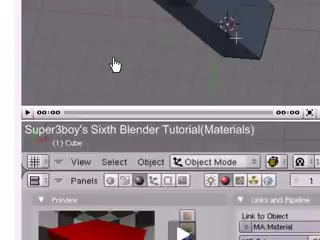 00:00 00:00
Super3boy's Sixth Blender Tutorial(Materials)
(1) Cube
View Select Object Object Mode
Panels 1
Preview Links and Pipeline
Link to Object
MA:Material